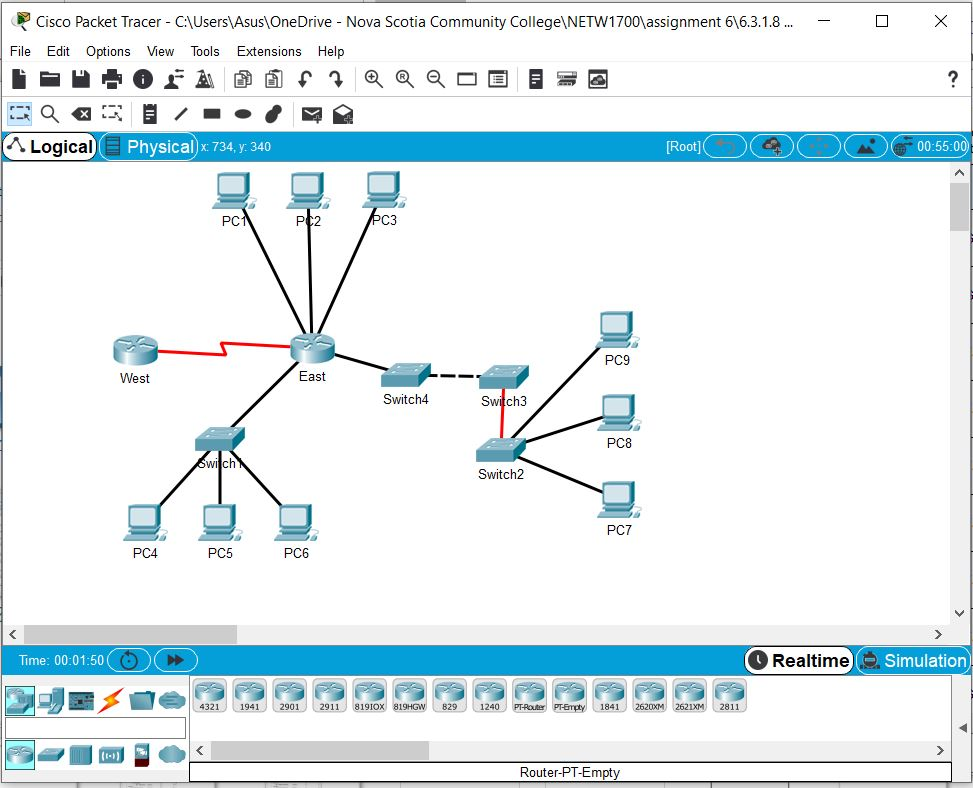 Cisco Packet Tracer - C:\Users\Asus\OneDrive - Nova Scotia Community College\NETW1700\assignment 6\6.3.1.8 ...
File Edit Options View Tools Extensions Help
?
Logical Physical x: 734, y: 340 [Root] 00:55:00
PC1 PC2 PC3
West
East
Switch4
Switch3
PC9
PC8
Switch1
Switch2
PC7
PC4 PC5 PC6
Time: 00:01:50 Realtime Simulation
4321 1941 2901 2911 819IOX 819HGW 829 1240 PT-Router PT-Empty 1841 2620XM 2621XM 2811
Router-PT-Empty